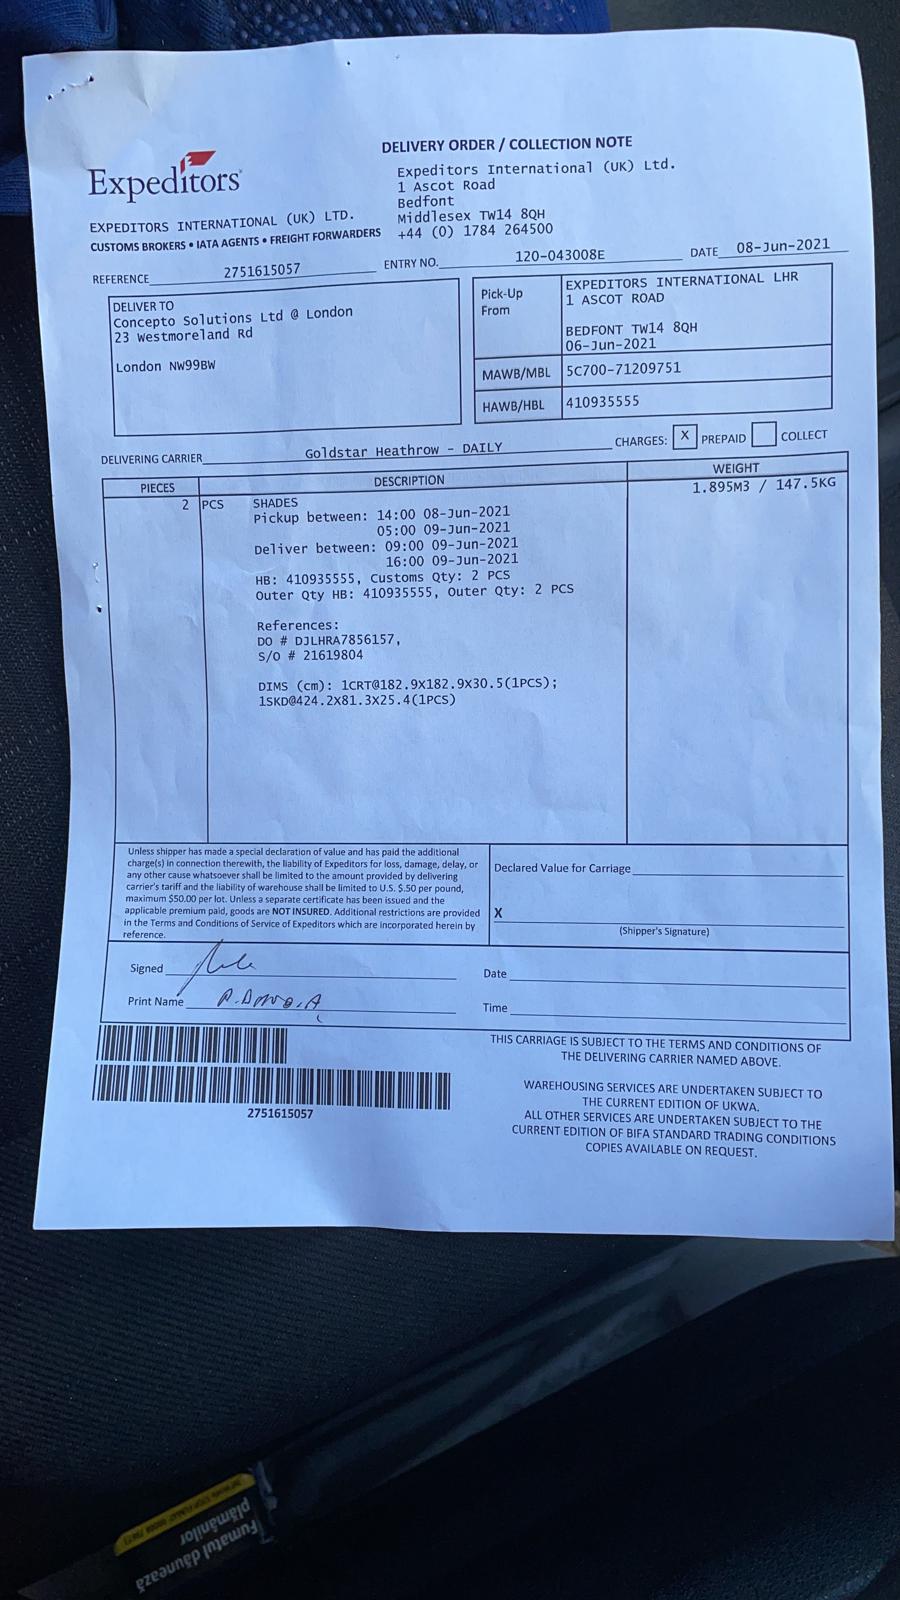 DELIVERY ORDER / COLLECTION NOTE
Expeditors
Expeditors International (UK) Ltd.
1 Ascot Road
Bedfont
Middlesex TW14 8QH
+44 (0) 1784 264500
EXPEDITORS INTERNATIONAL (UK) LTD.
CUSTOMS BROKERS • IATA AGENTS • FREIGHT FORWARDERS
REFERENCE 2751615057 ENTRY NO. 120-043008E DATE 08-Jun-2021
DELIVER TO
Concepto Solutions Ltd @ London
23 Westmoreland Rd
London NW99BW
Pick-Up From
EXPEDITORS INTERNATIONAL LHR
1 ASCOT ROAD
BEDFONT TW14 8QH
06-Jun-2021
MAWB/MBL 5C700-71209751
HAWB/HBL 410935555
DELIVERING CARRIER Goldstar Heathrow - DAILY CHARGES: X PREPAID COLLECT
PIECES DESCRIPTION WEIGHT
2 PCS SHADES 1.895M3 / 147.5KG
Pickup between: 14:00 08-Jun-2021
05:00 09-Jun-2021
Deliver between: 09:00 09-Jun-2021
16:00 09-Jun-2021
HB: 410935555, Customs Qty: 2 PCS
Outer Qty HB: 410935555, Outer Qty: 2 PCS
References:
DO # DJLHRA7856157,
S/O # 21619804
DIMS (cm): 1CRT@182.9X182.9X30.5(1PCS);
1SKD@424.2X81.3X25.4(1PCS)
Unless shipper has made a special declaration of value and has paid the additional
charge(s) in connection therewith, the liability of Expeditors for loss, damage, delay, or
any other cause whatsoever shall be limited to the amount provided by delivering
carrier's tariff and the liability of warehouse shall be limited to U.S. $.50 per pound,
maximum $50.00 per lot. Unless a separate certificate has been issued and the
applicable premium paid, goods are NOT INSURED. Additional restrictions are provided
in the Terms and Conditions of Service of Expeditors which are incorporated herein by
reference.
Declared Value for Carriage
X
(Shipper's Signature)
Signed
Date
Print Name
Time
2751615057
THIS CARRIAGE IS SUBJECT TO THE TERMS AND CONDITIONS OF
THE DELIVERING CARRIER NAMED ABOVE.
WAREHOUSING SERVICES ARE UNDERTAKEN SUBJECT TO
THE CURRENT EDITION OF UKWA.
ALL OTHER SERVICES ARE UNDERTAKEN SUBJECT TO THE
CURRENT EDITION OF BIFA STANDARD TRADING CONDITIONS
COPIES AVAILABLE ON REQUEST.
Fumatul dăunează
plămânilor